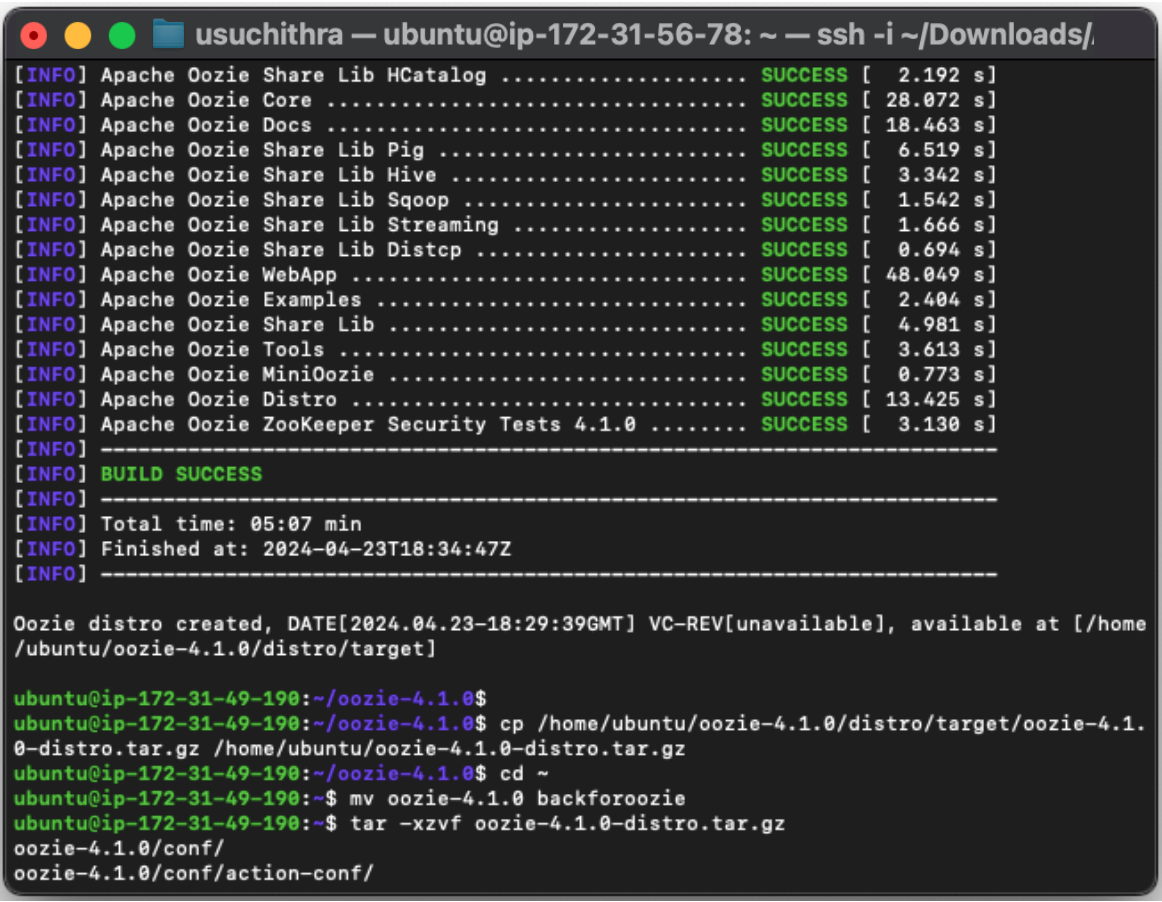 usuchithra — ubuntu@ip-172-31-56-78: ~ — ssh -i ~/Downloads/
[INFO] Apache Oozie Share Lib HCatalog .................... SUCCESS [  2.192 s]
[INFO] Apache Oozie Core .................................. SUCCESS [ 28.072 s]
[INFO] Apache Oozie Docs .................................. SUCCESS [ 18.463 s]
[INFO] Apache Oozie Share Lib Pig ......................... SUCCESS [  6.519 s]
[INFO] Apache Oozie Share Lib Hive ........................ SUCCESS [  3.342 s]
[INFO] Apache Oozie Share Lib Sqoop ....................... SUCCESS [  1.542 s]
[INFO] Apache Oozie Share Lib Streaming ................... SUCCESS [  1.666 s]
[INFO] Apache Oozie Share Lib Distcp ...................... SUCCESS [  0.694 s]
[INFO] Apache Oozie WebApp ................................ SUCCESS [ 48.049 s]
[INFO] Apache Oozie Examples .............................. SUCCESS [  2.404 s]
[INFO] Apache Oozie Share Lib ............................. SUCCESS [  4.981 s]
[INFO] Apache Oozie Tools ................................. SUCCESS [  3.613 s]
[INFO] Apache Oozie MiniOozie ............................. SUCCESS [  0.773 s]
[INFO] Apache Oozie Distro ................................ SUCCESS [ 13.425 s]
[INFO] Apache Oozie ZooKeeper Security Tests 4.1.0 ........ SUCCESS [  3.130 s]
[INFO] ------------------------------------------------------------------------
[INFO] BUILD SUCCESS
[INFO] ------------------------------------------------------------------------
[INFO] Total time: 05:07 min
[INFO] Finished at: 2024-04-23T18:34:47Z
[INFO] ------------------------------------------------------------------------
Oozie distro created, DATE[2024.04.23-18:29:39GMT] VC-REV[unavailable], available at [/home
/ubuntu/oozie-4.1.0/distro/target]
ubuntu@ip-172-31-49-190:~/oozie-4.1.0$
ubuntu@ip-172-31-49-190:~/oozie-4.1.0$ cp /home/ubuntu/oozie-4.1.0/distro/target/oozie-4.1.
0-distro.tar.gz /home/ubuntu/oozie-4.1.0-distro.tar.gz
ubuntu@ip-172-31-49-190:~/oozie-4.1.0$ cd ~
ubuntu@ip-172-31-49-190:~$ mv oozie-4.1.0 backforoozie
ubuntu@ip-172-31-49-190:~$ tar -xzvf oozie-4.1.0-distro.tar.gz
oozie-4.1.0/conf/
oozie-4.1.0/conf/action-conf/